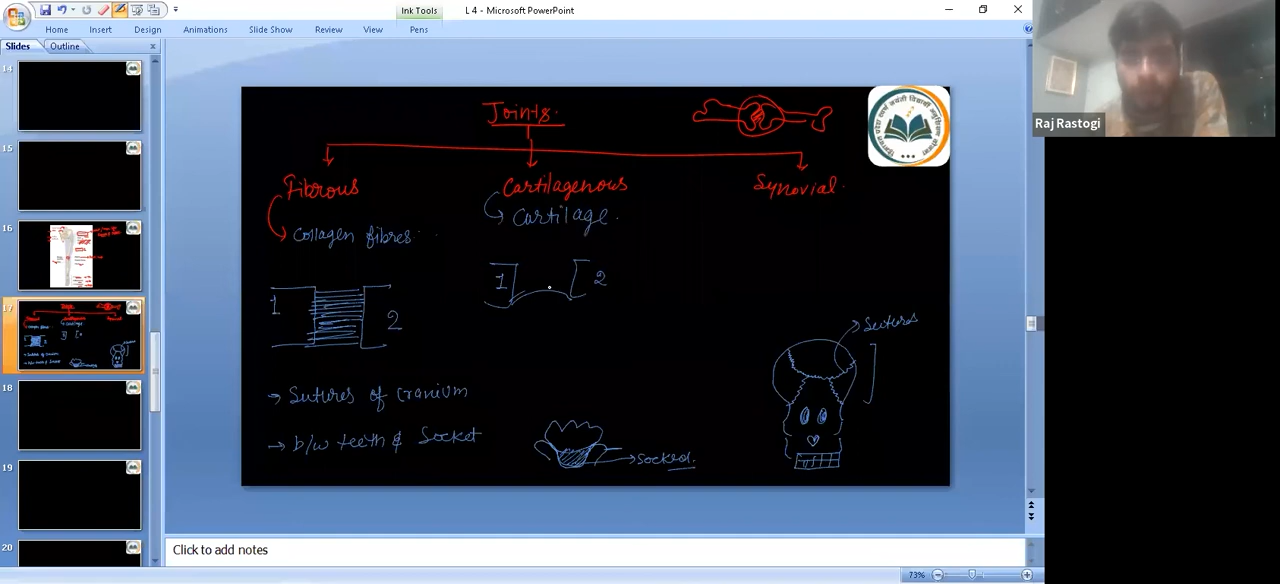 L 4 - Microsoft PowerPoint
Ink Tools
Home
Insert
Design
Animations
Slide Show
Review
View
Pens
Slides
Outline
14
15
16
17
18
19
20
Joints.
Fibrous
Cartilagenous
Synovial.
Collagen fibres..
Cartilage.
1
2
1
2
Sutures
→ Sutures of Cranium
→ b/w teeth & Socket
Socket.
Raj Rastogi
Click to add notes
73%